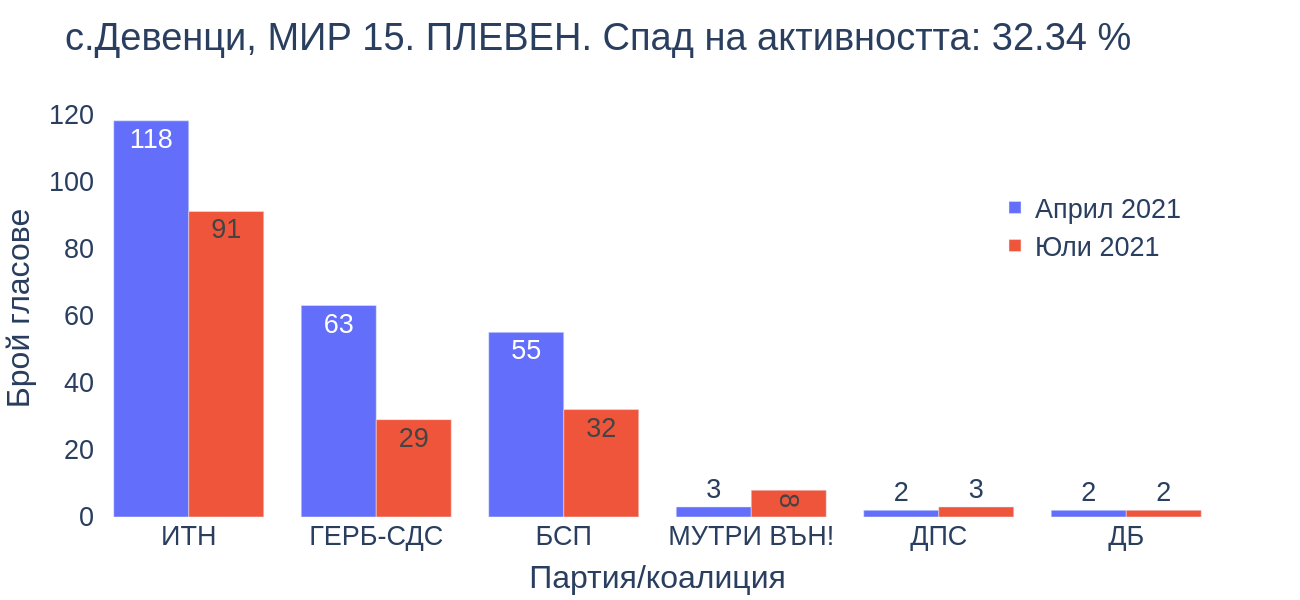 с.Девенци, МИР 15. ПЛЕВЕН. Спад на активността: 32.34 %
Брой гласове
120
100
80
60
40
20
0
118
91
63
29
55
32
3
8
2
3
2
2
Април 2021
Юли 2021
ИТН
ГЕРБ-СДС
БСП
МУТРИ ВЪН!
ДПС
ДБ
Партия/коалиция